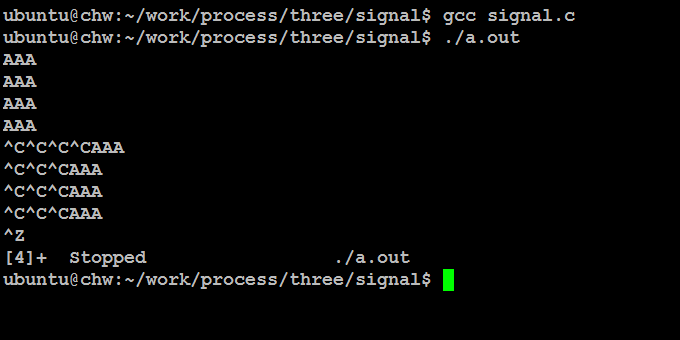 ubuntu@chw:~/work/process/three/signal$ gcc signal.c
ubuntu@chw:~/work/process/three/signal$ ./a.out
AAA
AAA
AAA
AAA
^C^C^C^CAAA
^C^C^CAAA
^C^C^CAAA
^C^C^CAAA
^Z
[4]+  Stopped                 ./a.out
ubuntu@chw:~/work/process/three/signal$